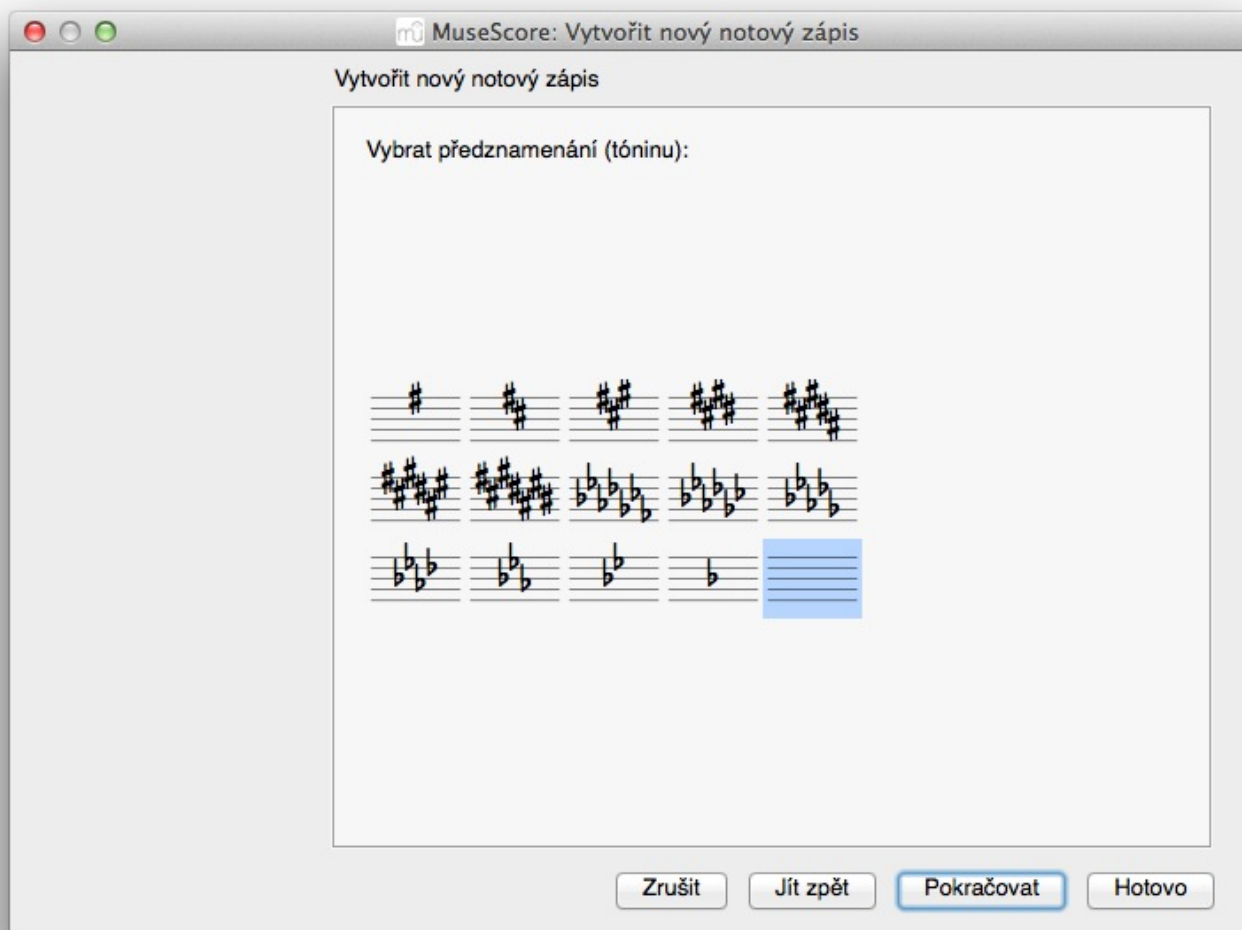 MuseScore: Vytvořit nový notový zápis
Vytvořit nový notový zápis
Vybrat předznamenání (tóninu):
Zrušit
Jít zpět
Pokračovat
Hotovo